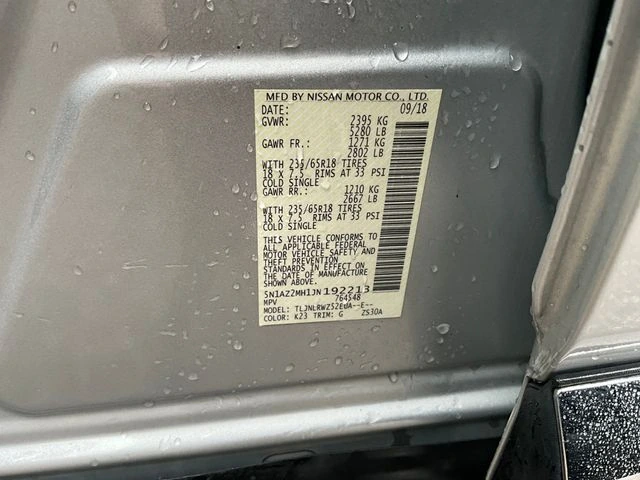 MFD BY NISSAN MOTOR CO., LTD.
DATE: 09/18
GVWR: 2395 KG
5280 LB
GAWR FR.: 1271 KG
2802 LB
WITH 235/65R18 TIRES
18 X 7.5 RIMS AT 33 PSI
COLD SINGLE
GAWR RR.: 1210 KG
2667 LB
WITH 235/65R18 TIRES
18 X 7.5 RIMS AT 33 PSI
COLD SINGLE
THIS VEHICLE CONFORMS TO
ALL APPLICABLE FEDERAL
MOTOR VEHICLE SAFETY AND
THEFT PREVENTION
STANDARDS IN EFFECT ON
THE DATE OF MANUFACTURE
SHOWN ABOVE.
5N1AZ2MH1JN192213
MPV 764548
MODEL: TLJNLRWZ52EUA--E--
COLOR: K23 TRIM: G ZS30A